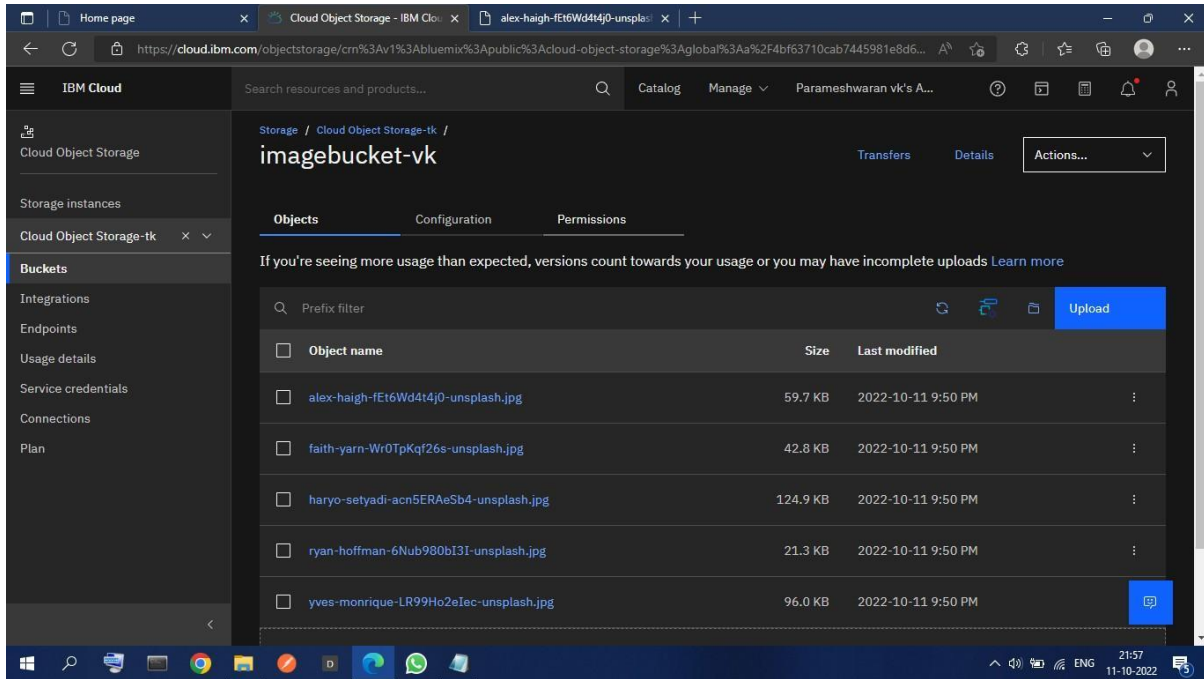 Home page
Cloud Object Storage - IBM Clou
alex-haigh-fEt6Wd4t4j0-unsplas
https://cloud.ibm.com/objectstorage/crn%3Av1%3Abluemix%3Apublic%3Acloud-object-storage%3Aglobal%3Aa%2F4bf63710cab7445981e8d6...
IBM Cloud
Search resources and products...
Catalog
Manage
Parameshwaran vk's A...
Cloud Object Storage
Storage instances
Cloud Object Storage-tk
Buckets
Integrations
Endpoints
Usage details
Service credentials
Connections
Plan
Storage / Cloud Object Storage-tk /
imagebucket-vk
Transfers
Details
Actions...
Objects
Configuration
Permissions
If you're seeing more usage than expected, versions count towards your usage or you may have incomplete uploads Learn more
Prefix filter
Upload
Object name Size Last modified
alex-haigh-fEt6Wd4t4j0-unsplash.jpg 59.7 KB 2022-10-11 9:50 PM
faith-yarn-Wr0TpKqf26s-unsplash.jpg 42.8 KB 2022-10-11 9:50 PM
haryo-setyadi-acn5ERAeSb4-unsplash.jpg 124.9 KB 2022-10-11 9:50 PM
ryan-hoffman-6Nub980bI3I-unsplash.jpg 21.3 KB 2022-10-11 9:50 PM
yves-monrique-LR99Ho2eIec-unsplash.jpg 96.0 KB 2022-10-11 9:50 PM
D
ENG
21:57
11-10-2022
5